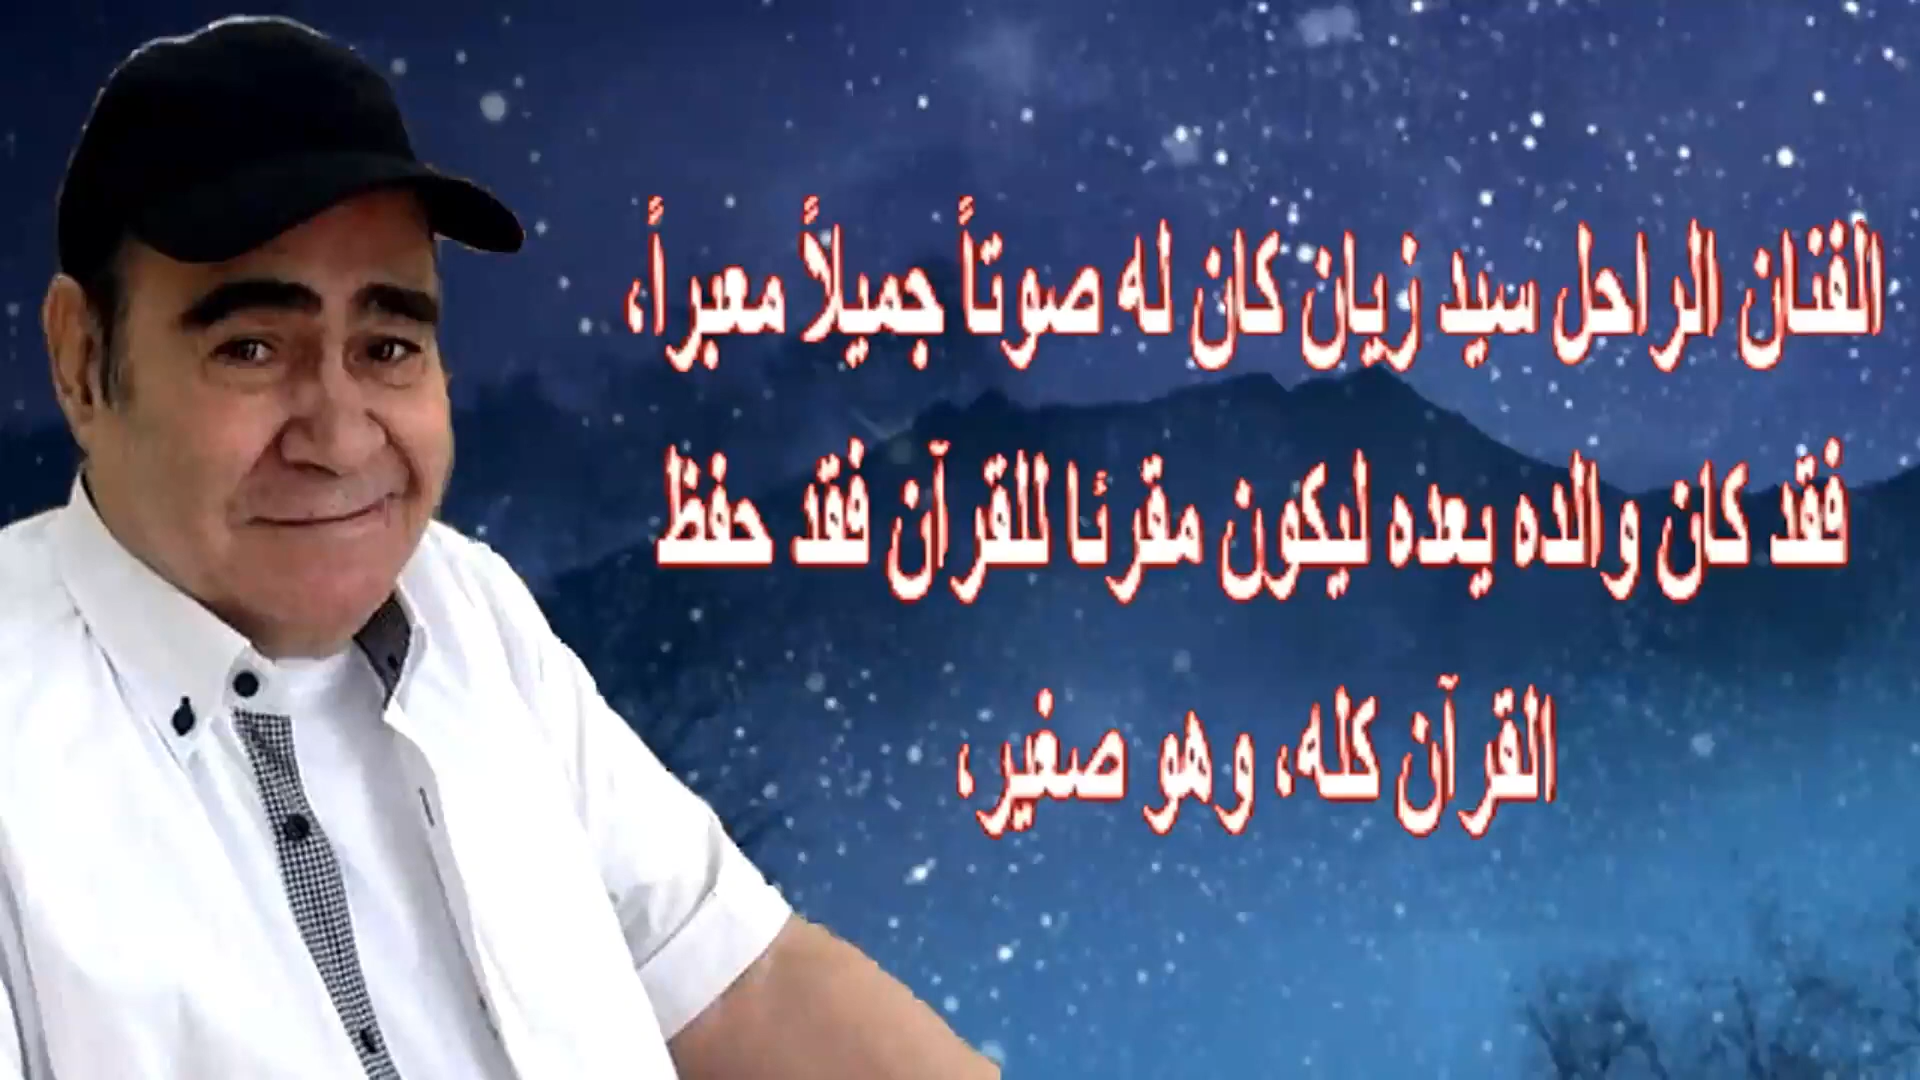 الفنان الراحل سيد زيان كان له صوتاً جميلاً معبراً،
فقد كان والده يعده ليكون مقرئا للقرآن فقد حفظ
القرآن كله، وهو صغير،